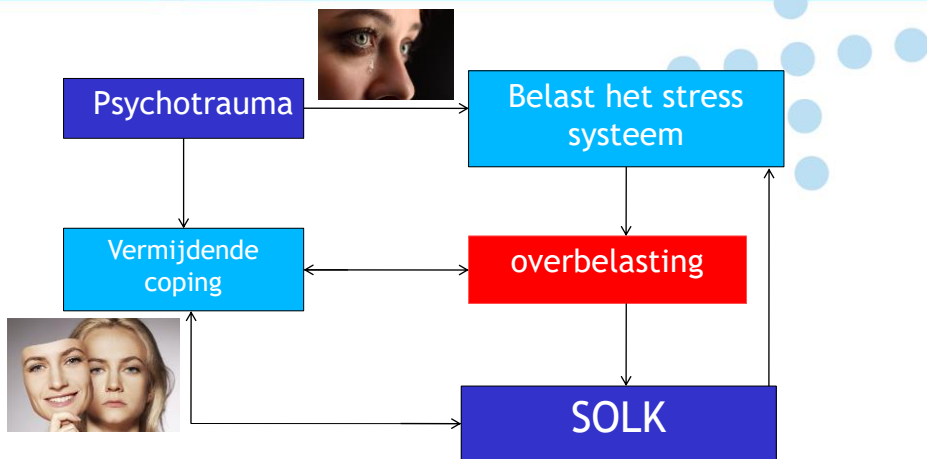 Psychotrauma
Belast het stress
systeem
Vermijdende
coping
overbelasting
SOLK